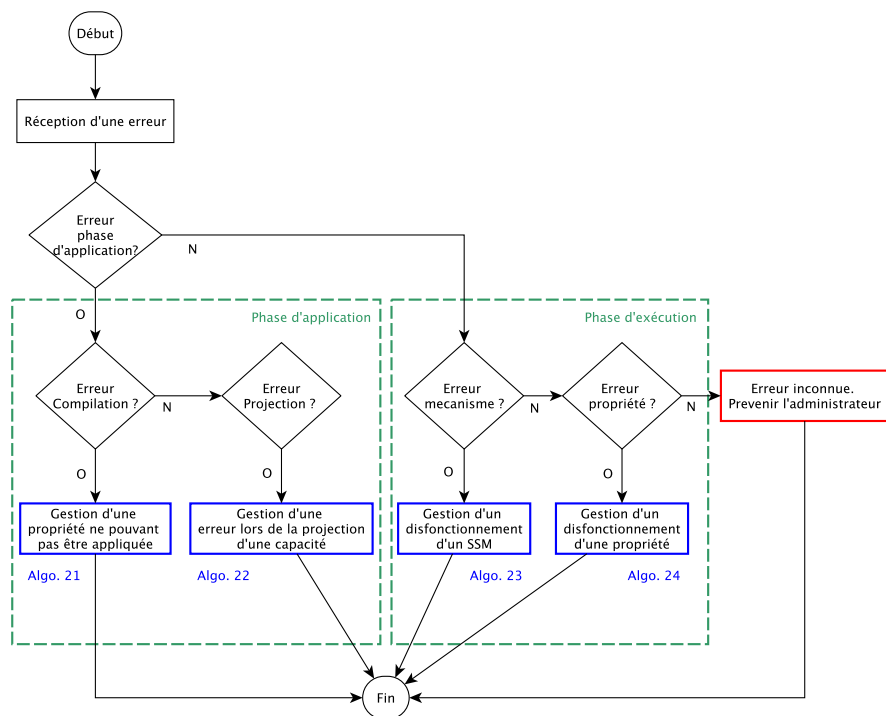 Début
Réception d'une erreur
Erreur
phase
d'application?
N
O
Phase d'application
Phase d'exécution
Erreur
Compilation ?
N
Erreur
Projection ?
Erreur
mecanisme ?
N
Erreur
propriété ?
N
Erreur inconnue.
Prevenir l'administrateur
O
O
O
O
Gestion d'une
propriété ne pouvant
pas être appliquée
Gestion d'une
erreur lors de la projection
d'une capacité
Gestion d'un
disfonctionnement
d'un SSM
Gestion d'un
disfonctionnement
d'une propriété
Algo. 21
Algo. 22
Algo. 23
Algo. 24
Fin